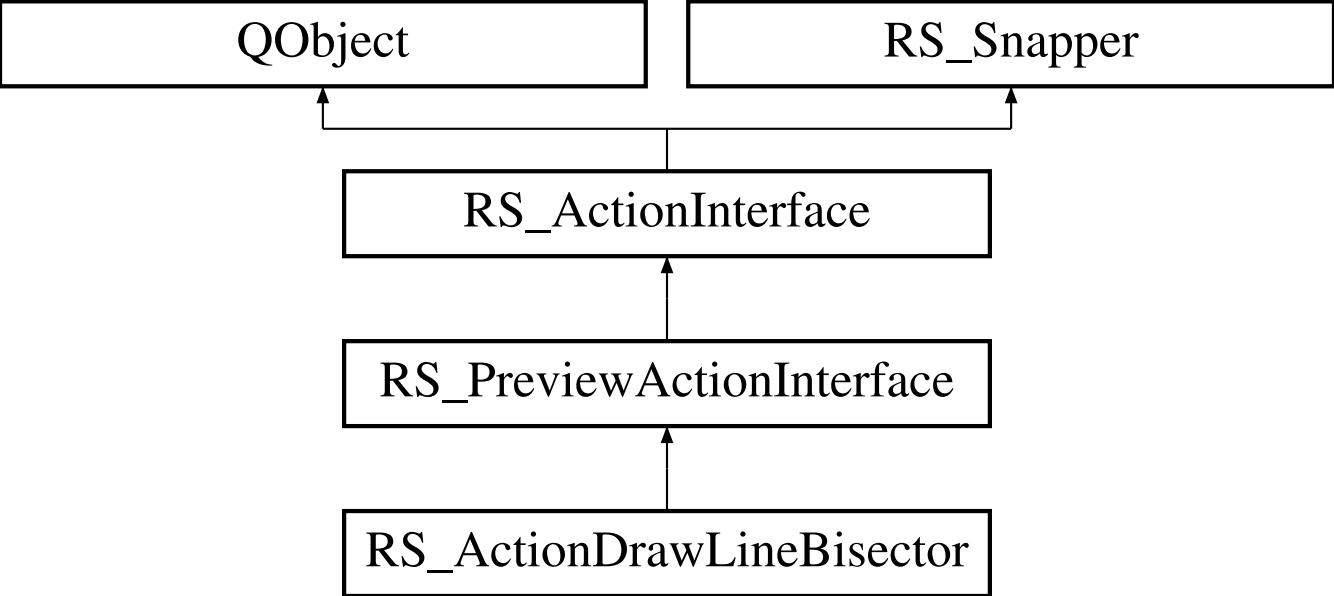 QObject
RS_Snapper
RS_ActionInterface
RS_PreviewActionInterface
RS_ActionDrawLineBisector